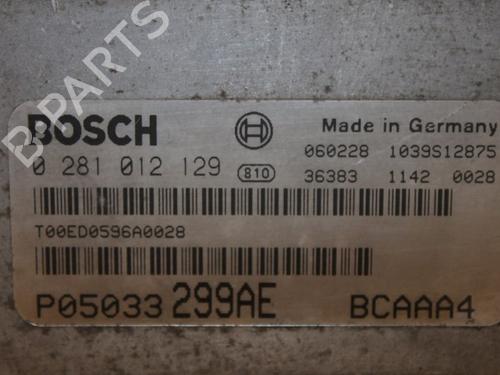 B-PARTS
BOSCH
Made in Germany
0 281 012 129
810
060228 1039S12875
36383 1142 0028
T00ED0596A0028
P05033 299AE BCAAA4